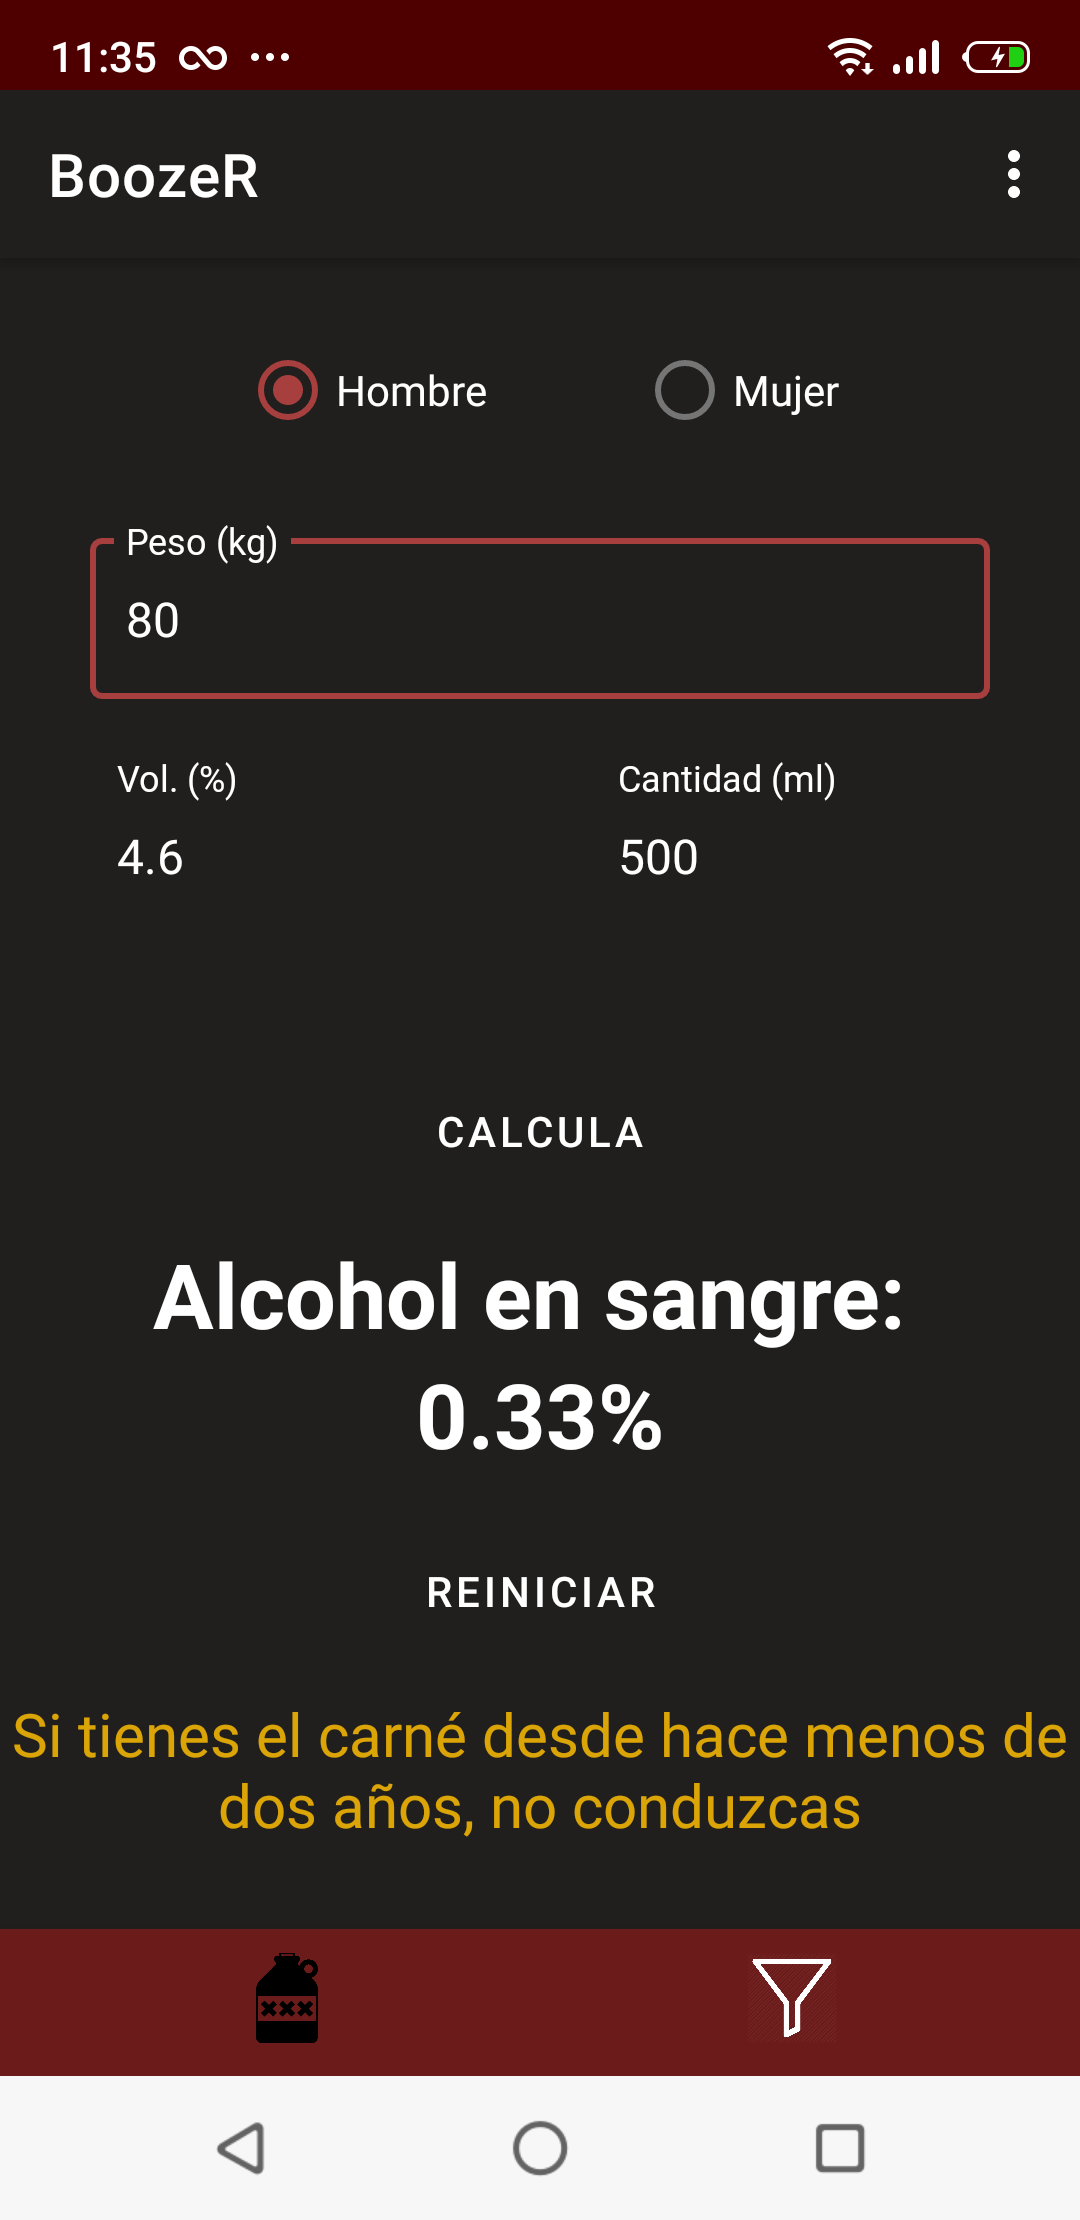 11:35
BoozeR
Hombre Mujer
Peso (kg)
80
Vol. (%) Cantidad (ml)
4.6 500
CALCULA
Alcohol en sangre:
0.33%
REINICIAR
Si tienes el carné desde hace menos de
dos años, no conduzcas
XXX